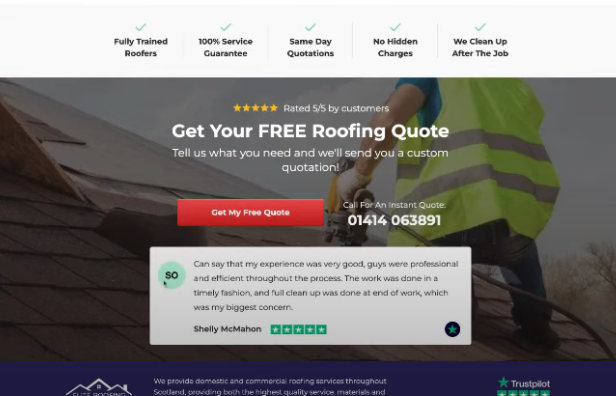 Fully Trained
Roofers
100% Service
Guarantee
Same Day
Quotations
No Hidden
Charges
We Clean Up
After The Job
Rated 5/5 by customers
Get Your FREE Roofing Quote
Tell us what you need and we'll send you a custom
quotation!
Get My Free Quote
Call For An Instant Quote:
01414 063891
SO
Can say that my experience was very good, guys were professional
and efficient throughout the process. The work was done in a
timely fashion, and full clean up was done at end of work, which
was my biggest concern.
Shelly McMahon
We provide domestic and commercial roofing services throughout
Scotland, providing both the highest quality service, materials and
ELITE ROOFING
Trustpilot